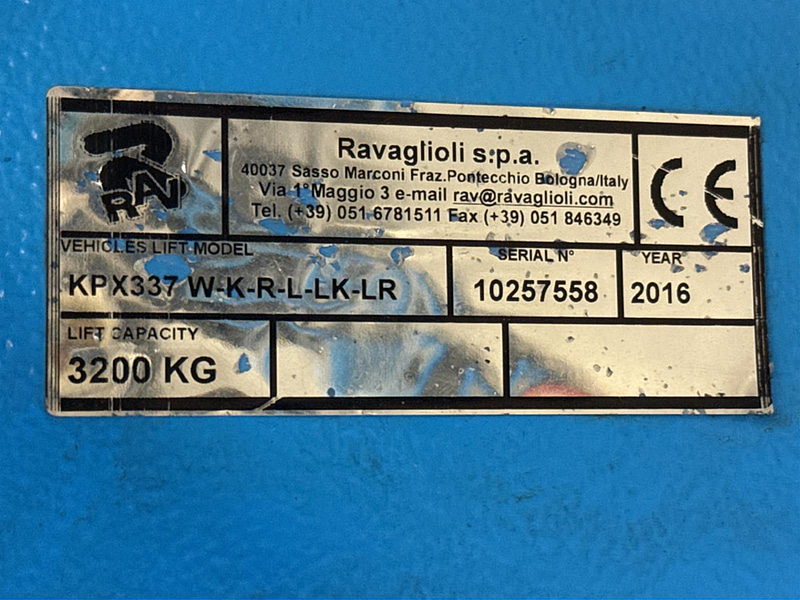 RAV
Ravaglioli s.p.a.
40037 Sasso Marconi Fraz.Pontecchio Bologna/Italy
Via 1°Maggio 3 e-mail rav@ravaglioli.com
Tel. (+39) 051 6781511 Fax (+39) 051 846349
CE
VEHICLES LIFT MODEL
KPX337 W-K-R-L-LK-LR
SERIAL N°
10257558
YEAR
2016
LIFT CAPACITY
3200 KG